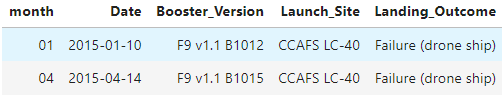 month Date Booster_Version Launch_Site Landing_Outcome
01 2015-01-10 F9 v1.1 B1012 CCAFS LC-40 Failure (drone ship)
04 2015-04-14 F9 v1.1 B1015 CCAFS LC-40 Failure (drone ship)